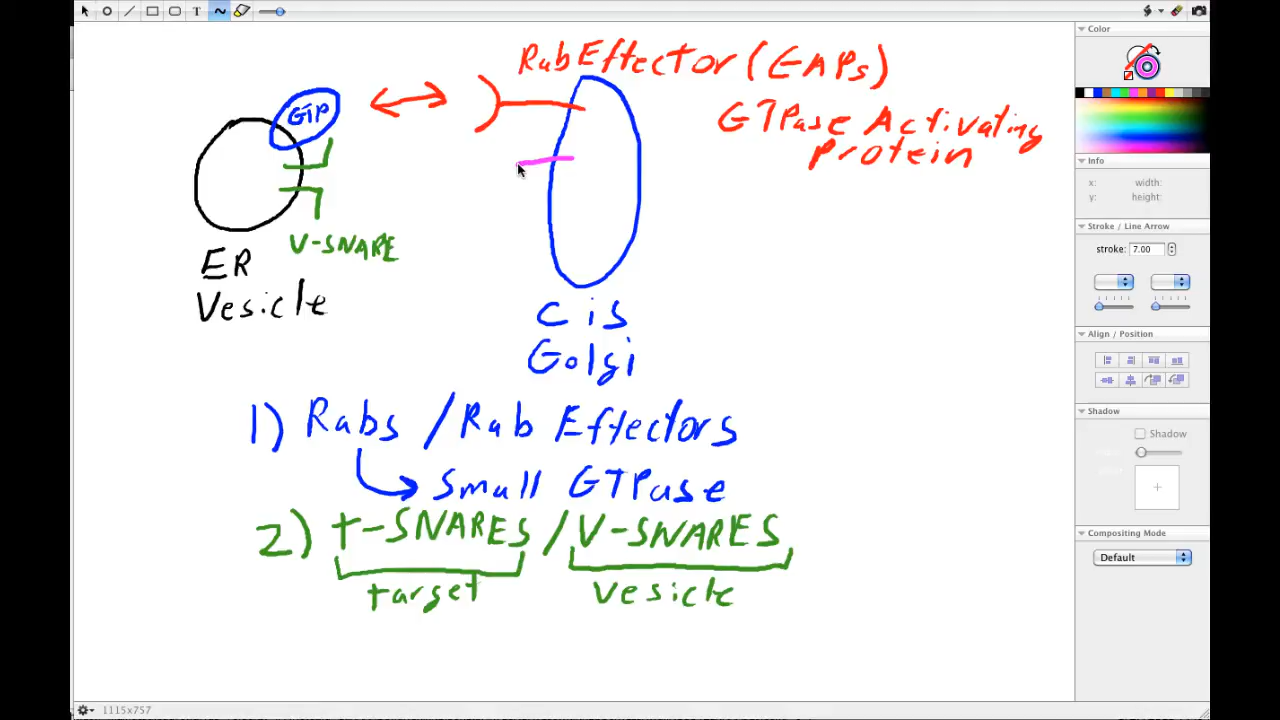 T
Color
Rab Effector (GAPs)
GTP
GTPase Activating
protein
Info
x: width:
y: height:
Stroke / Line Arrow
stroke: 7.00
V-SNARE
ER
Vesicle
Cis
Golgi
Align / Position
1) Rabs / Rab Effectors
Small GTPase
2) t-SNARES / V-SNARES
target vesicle
Shadow
Shadow
Compositing Mode
Default
1115x757